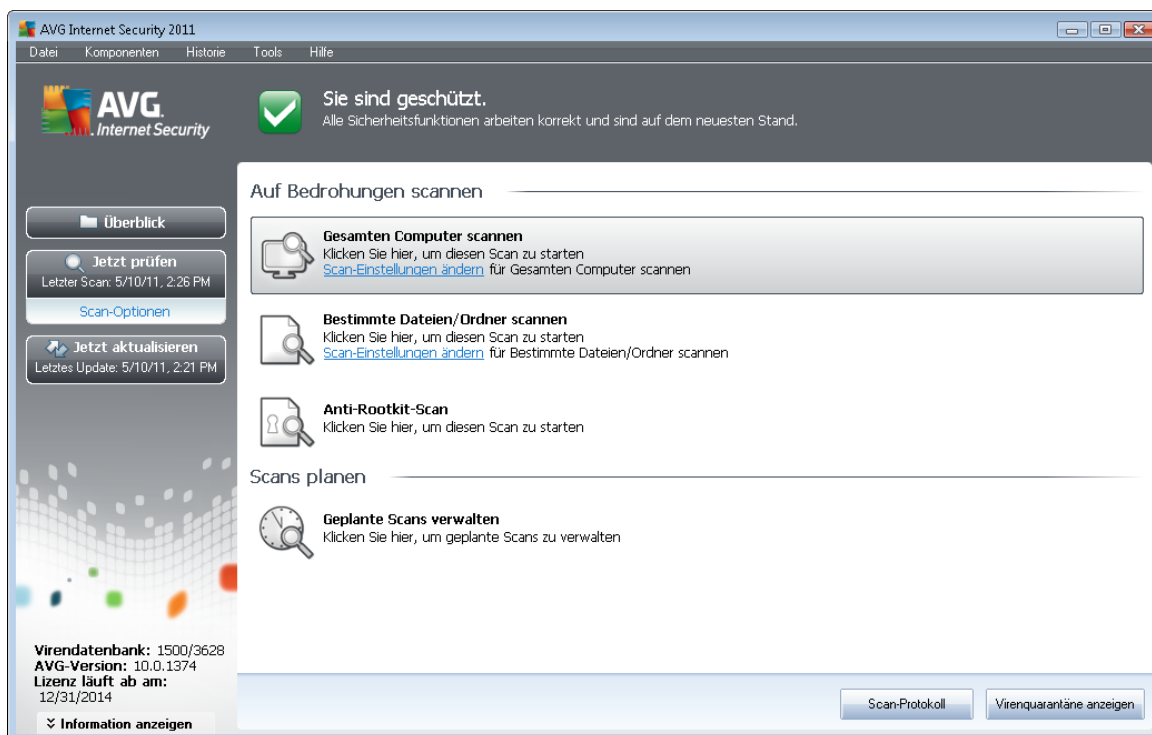 AVG Internet Security 2011
Datei Komponenten Historie Tools Hilfe
AVG.
Internet Security
Sie sind geschützt.
Alle Sicherheitsfunktionen arbeiten korrekt und sind auf dem neuesten Stand.
Überblick
Jetzt prüfen
Letzter Scan: 5/10/11, 2:26 PM
Scan-Optionen
Jetzt aktualisieren
Letztes Update: 5/10/11, 2:21 PM
Auf Bedrohungen scannen
Gesamten Computer scannen
Klicken Sie hier, um diesen Scan zu starten
Scan-Einstellungen ändern für Gesamten Computer scannen
Bestimmte Dateien/Ordner scannen
Klicken Sie hier, um diesen Scan zu starten
Scan-Einstellungen ändern für Bestimmte Dateien/Ordner scannen
Anti-Rootkit-Scan
Klicken Sie hier, um diesen Scan zu starten
Scans planen
Geplante Scans verwalten
Klicken Sie hier, um geplante Scans zu verwalten
Virendatenbank: 1500/3628
AVG-Version: 10.0.1374
Lizenz läuft ab am:
12/31/2014
Information anzeigen
Scan-Protokoll
Virenquarantäne anzeigen